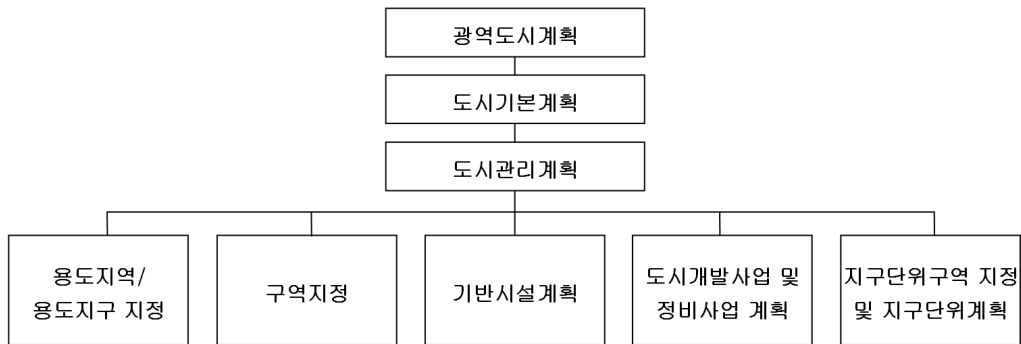 광역도시계획
도시기본계획
도시관리계획
용도지역/
용도지구 지정
구역지정
기반시설계획
도시개발사업 및
정비사업 계획
지구단위구역 지정
및 지구단위계획